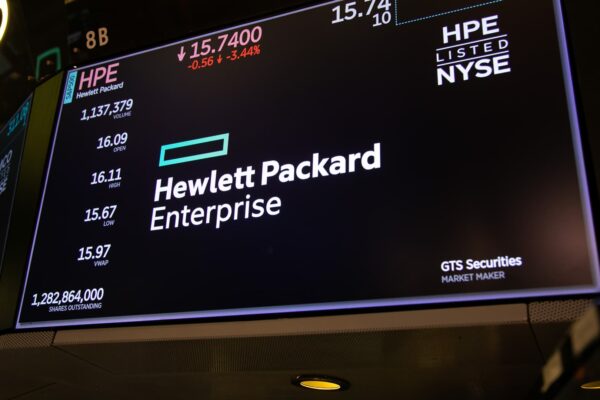 8B
S&P500
HPE
Hewlett Packard
15.7400
-0.56 -3.44%
15.74
10
HPE
LISTED
NYSE
1,137,379
VOLUME
16.09
OPEN
16.11
HIGH
15.67
LOW
15.97
VWAP
1,282,864,000
SHARES OUTSTANDING
Hewlett Packard
Enterprise
GTS Securities
MARKET MAKER